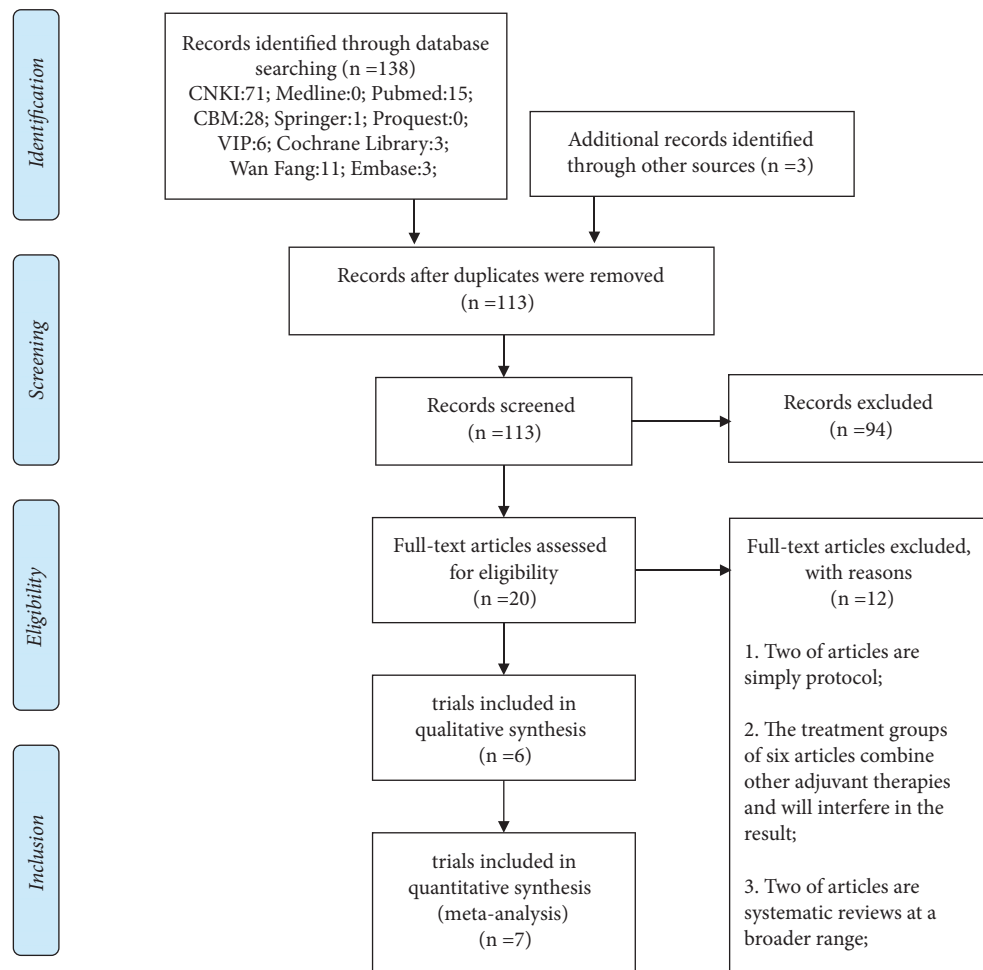 Identification
Records identified through database
searching (n =138)
CNKI:71; Medline:0; Pubmed:15;
CBM:28; Springer:1; Proquest:0;
VIP:6; Cochrane Library:3;
Wan Fang:11; Embase:3;
Additional records identified
through other sources (n =3)
Screening
Records after duplicates were removed
(n =113)
Records screened
(n =113)
Records excluded
(n =94)
Eligibility
Full-text articles assessed
for eligibility
(n =20)
Full-text articles excluded,
with reasons
(n =12)
1. Two of articles are
simply protocol;
2. The treatment groups
of six articles combine
other adjuvant therapies
and will interfere in the
result;
3. Two of articles are
systematic reviews at a
broader range;
trials included in
qualitative synthesis
(n =6)
Inclusion
trials included in
quantitative synthesis
(meta-analysis)
(n =7)